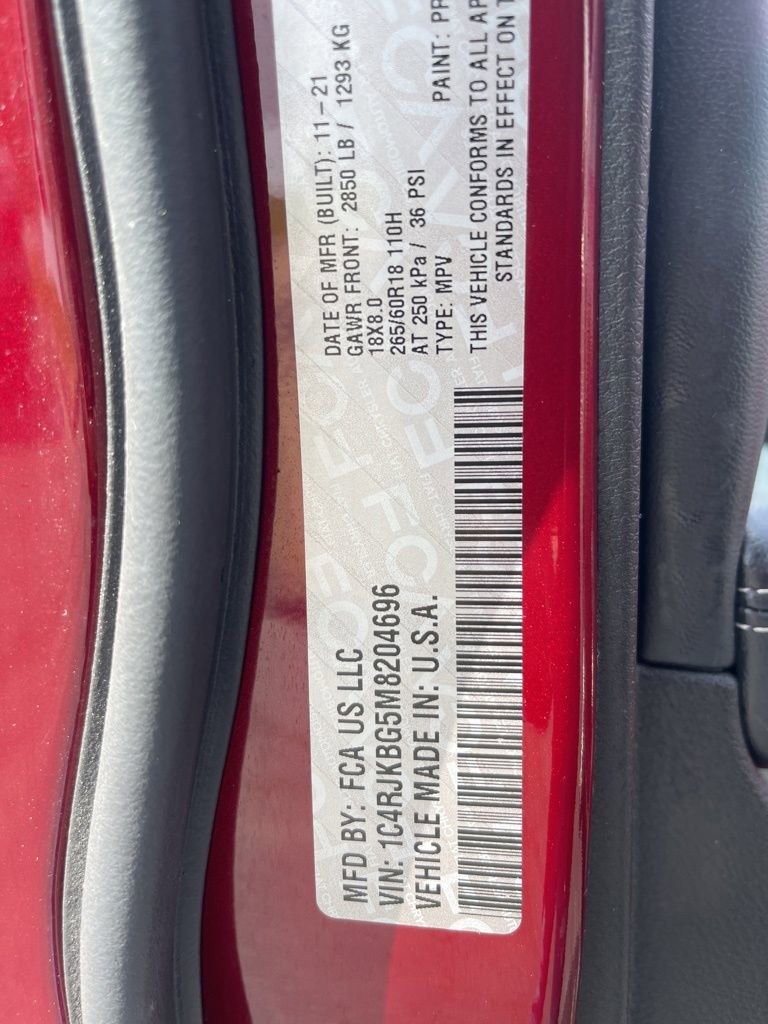 MFD BY: FCA US LLC
VIN: 1C4RJKBG5M8204696
VEHICLE MADE IN: U.S.A.
DATE OF MFR (BUILT): 11-21
GAWR FRONT: 2850 LB / 1293 KG
18X8.0
265/60R18 110H
AT 250 kPa / 36 PSI
TYPE: MPV PAINT: PR
THIS VEHICLE CONFORMS TO ALL AP
STANDARDS IN EFFECT ON T